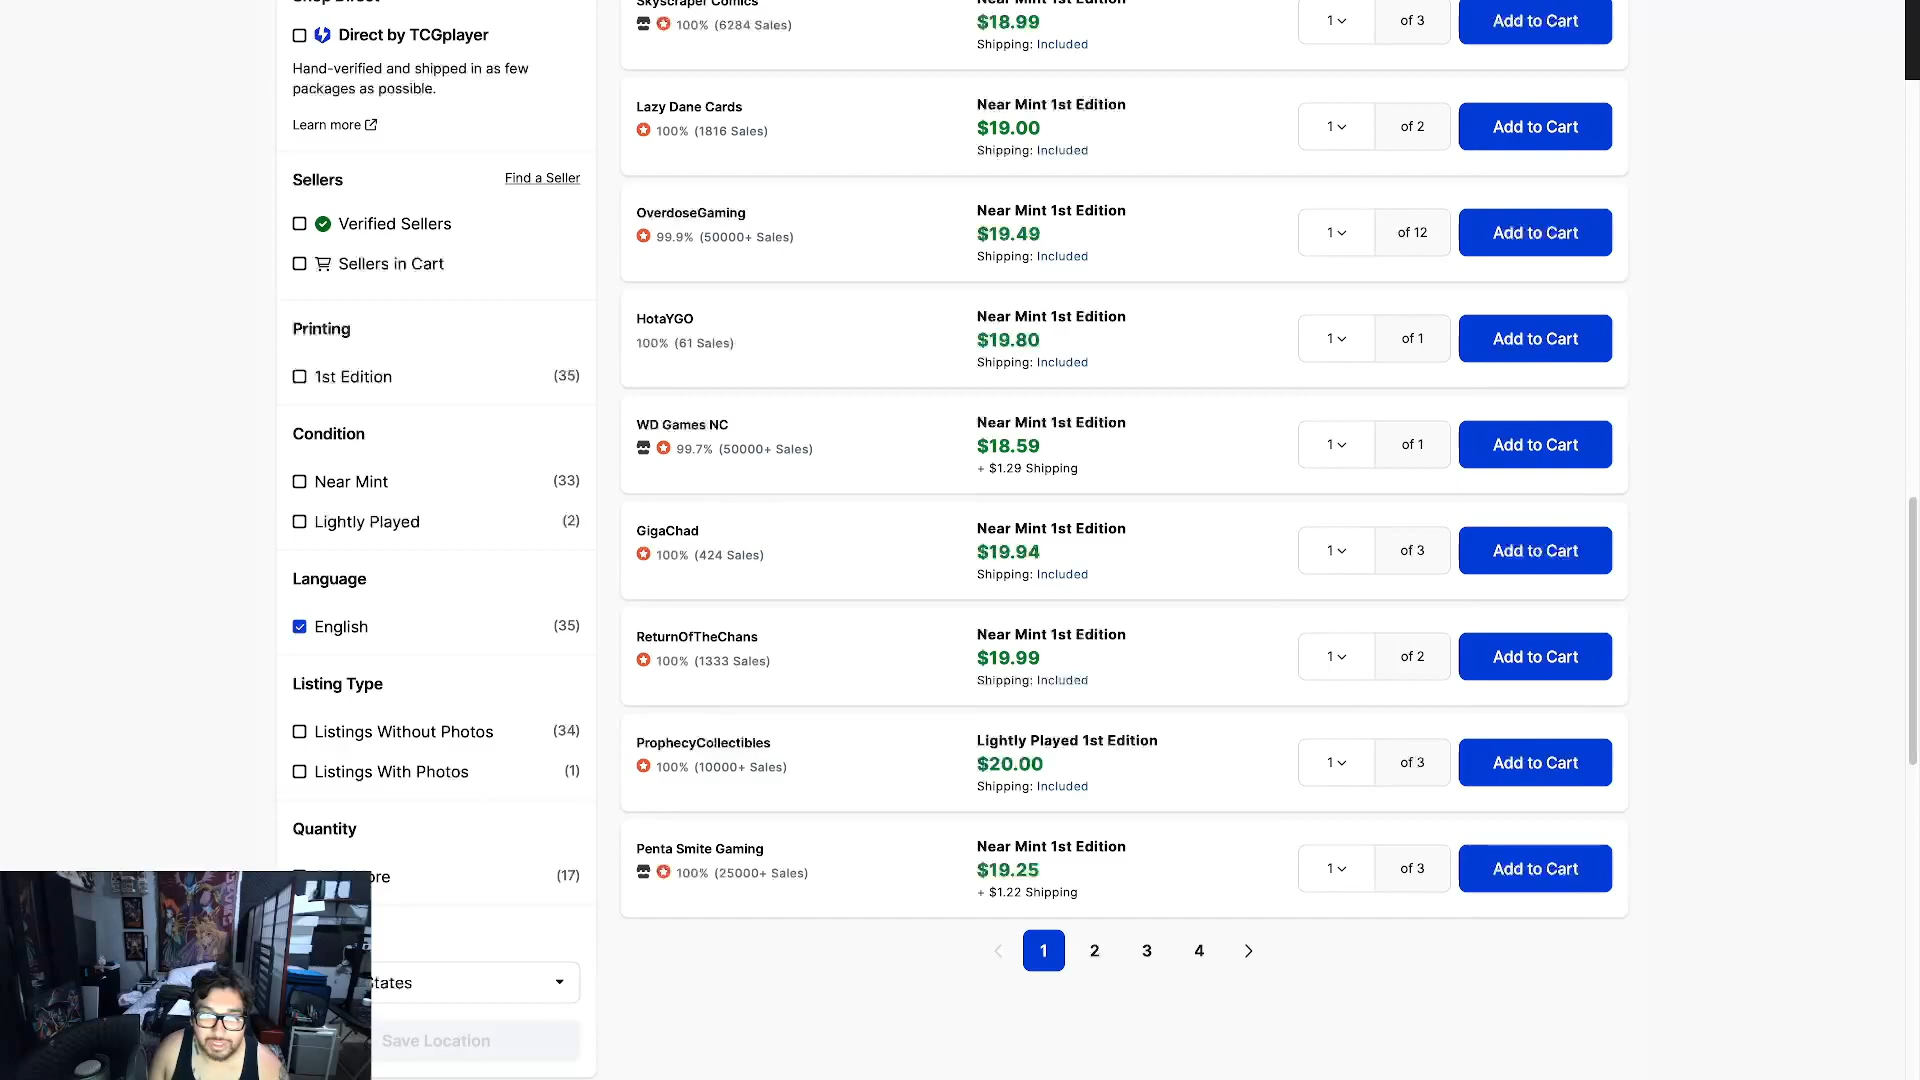 Shop Direct
Direct by TCGplayer
Hand-verified and shipped in as few
packages as possible.
Learn more
Sellers
Find a Seller
Verified Sellers
Sellers in Cart
Printing
1st Edition
(35)
Condition
Near Mint
(33)
Lightly Played
(2)
Language
English
(35)
Listing Type
Listings Without Photos
(34)
Listings With Photos
(1)
Quantity
ore
(17)
States
Save Location
Skyscraper Comics
100% (6284 Sales)
Near Mint 1st Edition
$18.99
Shipping: Included
1
of 3
Add to Cart
Lazy Dane Cards
100% (1816 Sales)
Near Mint 1st Edition
$19.00
Shipping: Included
1
of 2
Add to Cart
OverdoseGaming
99.9% (50000+ Sales)
Near Mint 1st Edition
$19.49
Shipping: Included
1
of 12
Add to Cart
HotaYGO
100% (61 Sales)
Near Mint 1st Edition
$19.80
Shipping: Included
1
of 1
Add to Cart
WD Games NC
99.7% (50000+ Sales)
Near Mint 1st Edition
$18.59
+ $1.29 Shipping
1
of 1
Add to Cart
GigaChad
100% (424 Sales)
Near Mint 1st Edition
$19.94
Shipping: Included
1
of 3
Add to Cart
ReturnOfTheChans
100% (1333 Sales)
Near Mint 1st Edition
$19.99
Shipping: Included
1
of 2
Add to Cart
ProphecyCollectibles
100% (10000+ Sales)
Lightly Played 1st Edition
$20.00
Shipping: Included
1
of 3
Add to Cart
Penta Smite Gaming
100% (25000+ Sales)
Near Mint 1st Edition
$19.25
+ $1.22 Shipping
1
of 3
Add to Cart
1 2 3 4